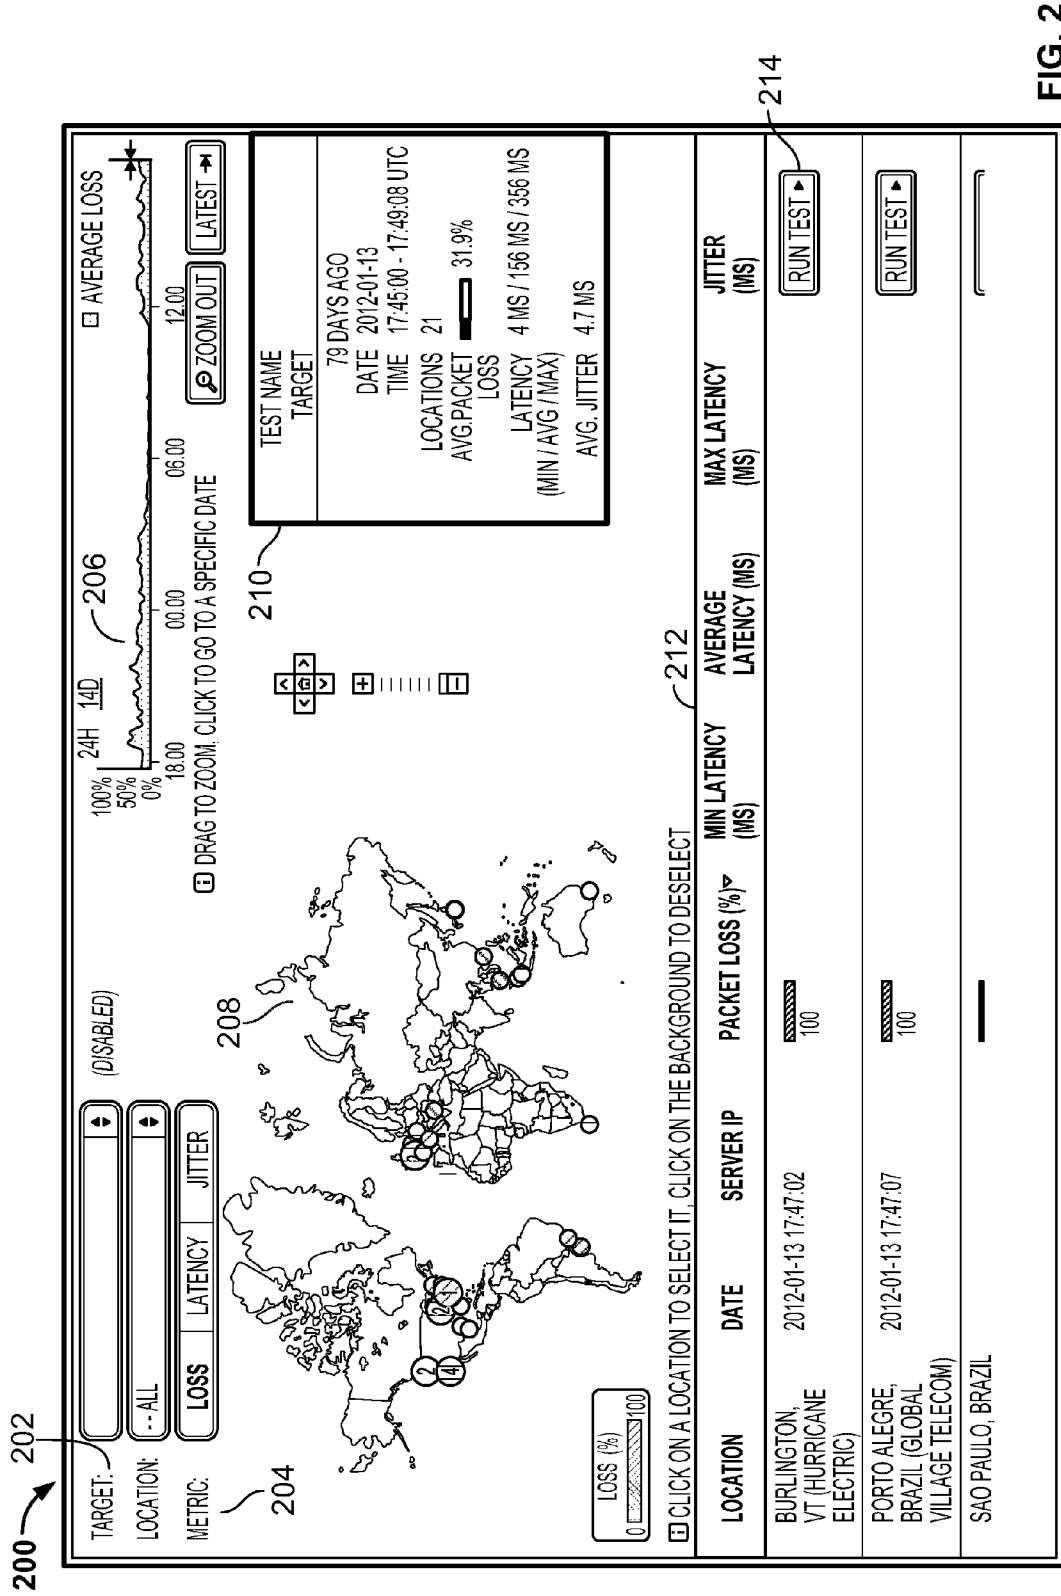 200
202
TARGET:
(DISABLED)
LOCATION:
-- ALL
METRIC:
LOSS
LATENCY
JITTER
204
24H 14D
206
AVERAGE LOSS
100%
50%
0%
18.00 00.00 06.00 12.00
DRAG TO ZOOM, CLICK TO GO TO A SPECIFIC DATE
ZOOM OUT
LATEST
208
210
TEST NAME
TARGET
79 DAYS AGO
DATE 2012-01-13
TIME 17:45:00 - 17:49:08 UTC
LOCATIONS 21
AVG.PACKET LOSS 31.9%
LATENCY 4 MS / 156 MS / 356 MS
(MIN / AVG / MAX)
AVG. JITTER 4.7 MS
2
14
2
1
2
LOSS (%)
0 100
CLICK ON A LOCATION TO SELECT IT, CLICK ON THE BACKGROUND TO DESELECT
212
LOCATION DATE SERVER IP PACKET LOSS (%) MIN LATENCY (MS) AVERAGE LATENCY (MS) MAX LATENCY (MS) JITTER (MS)
BURLINGTON, 2012-01-13 17:47:02 RUN TEST
VT (HURRICANE 100
ELECTRIC)
214
PORTO ALEGRE, 2012-01-13 17:47:07 RUN TEST
BRAZIL (GLOBAL 100
VILLAGE TELECOM)
SAO PAULO, BRAZIL
FIG. 2